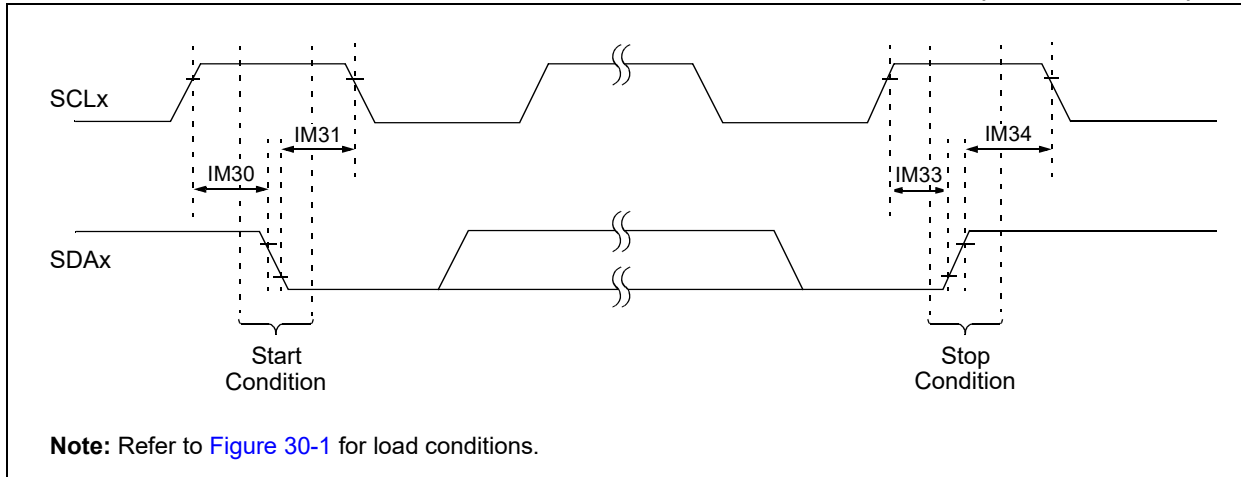 SCLx
IM31
IM34
IM30
IM33
SDAx
Start
Condition
Stop
Condition
Note: Refer to Figure 30-1 for load conditions.